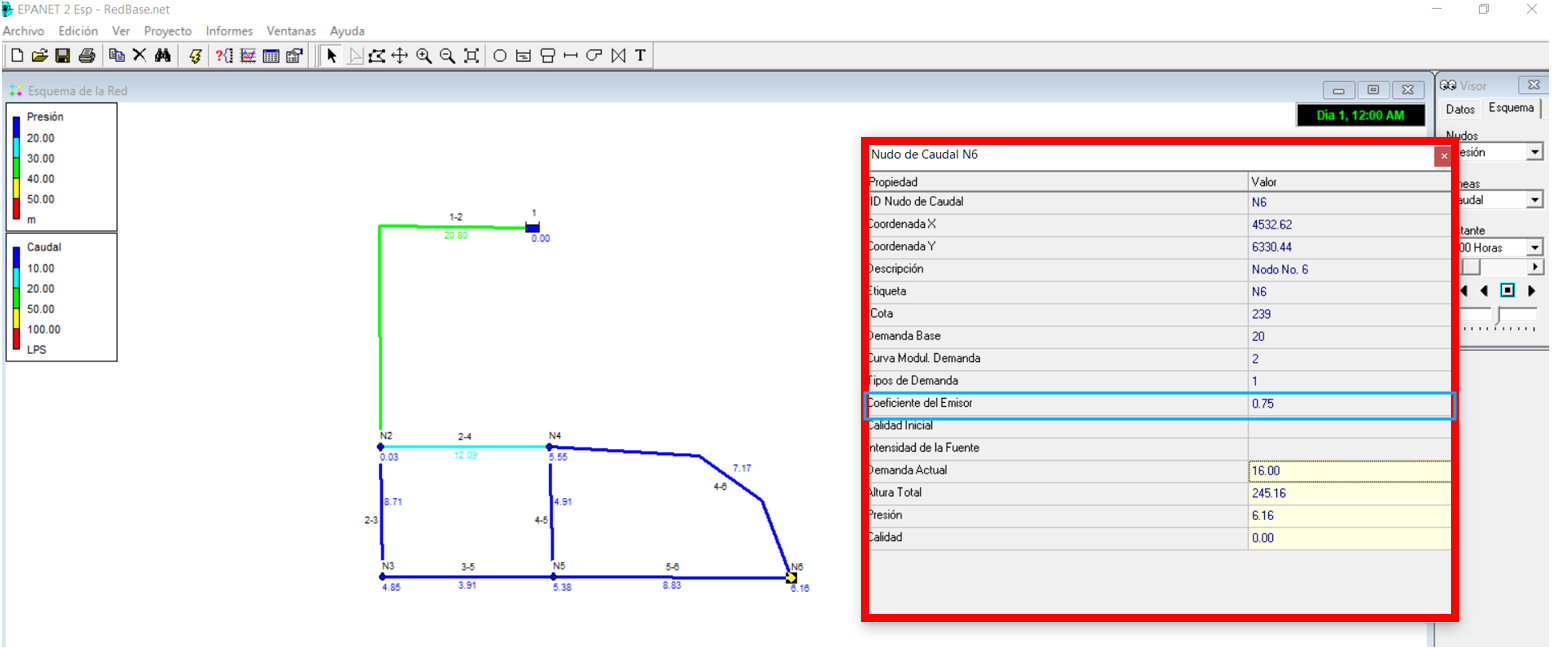 EPANET 2 Esp - RedBase.net
Archivo Edición Ver Proyecto Informes Ventanas Ayuda
Esquema de la Red
Dia 1, 12:00 AM
Presión
20.00
30.00
40.00
50.00
m
Caudal
10.00
20.00
50.00
100.00
LPS
1-2
20.80
1
0.00
N2
0.03
2-4
12.09
N4
5.55
7.17
4-6
8.71
2-3
4.91
4-5
N3
4.85
3-5
3.91
N5
5.38
5-6
8.83
N6
6.16
Nudo de Caudal N6
Propiedad Valor
*ID Nudo de Caudal N6
Coordenada X 4532.62
Coordenada Y 6330.44
Descripción Nodo No. 6
Etiqueta N6
*Cota 239
Demanda Base 20
Curva Modul. Demanda 2
Tipos de Demanda 1
Coeficiente del Emisor 0.75
Calidad Inicial
Intensidad de la Fuente
Demanda Actual 16.00
Altura Total 245.16
Presión 6.16
Calidad 0.00
Visor
Datos Esquema
Nudos
esión
neas
audal
stante
00 Horas